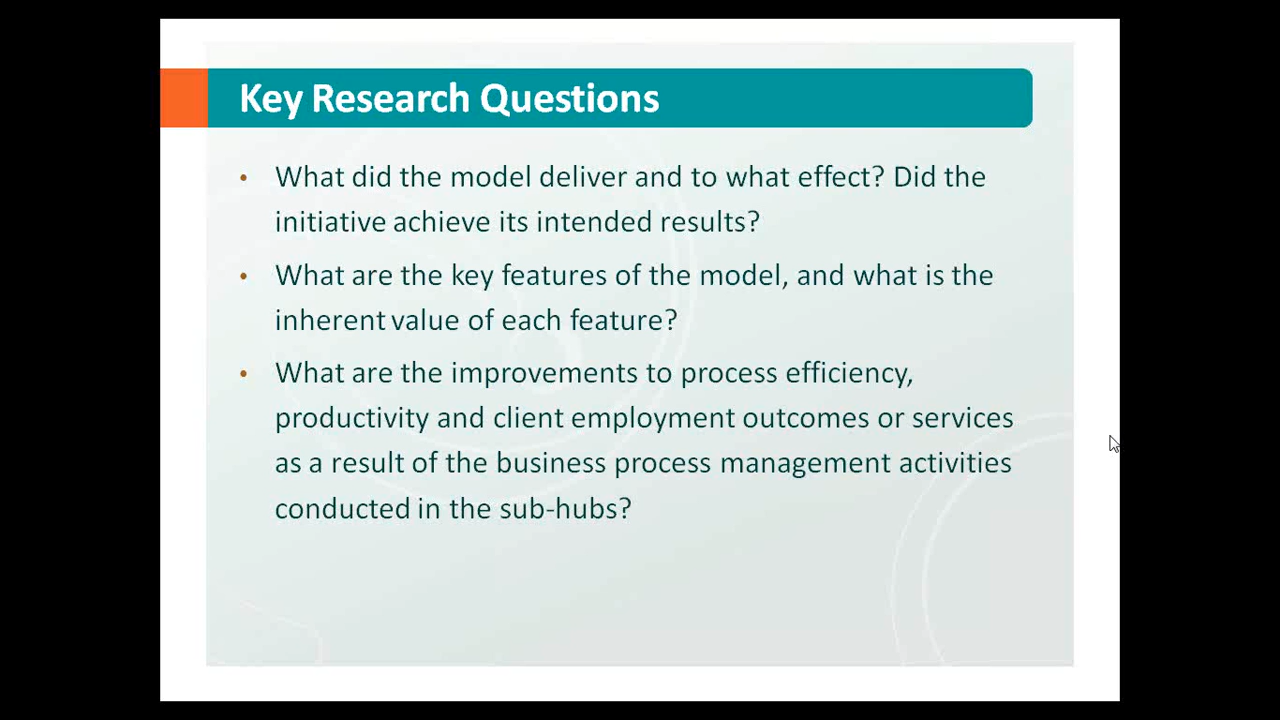 Key Research Questions
• What did the model deliver and to what effect? Did the
initiative achieve its intended results?
• What are the key features of the model, and what is the
inherent value of each feature?
• What are the improvements to process efficiency,
productivity and client employment outcomes or services
as a result of the business process management activities
conducted in the sub-hubs?